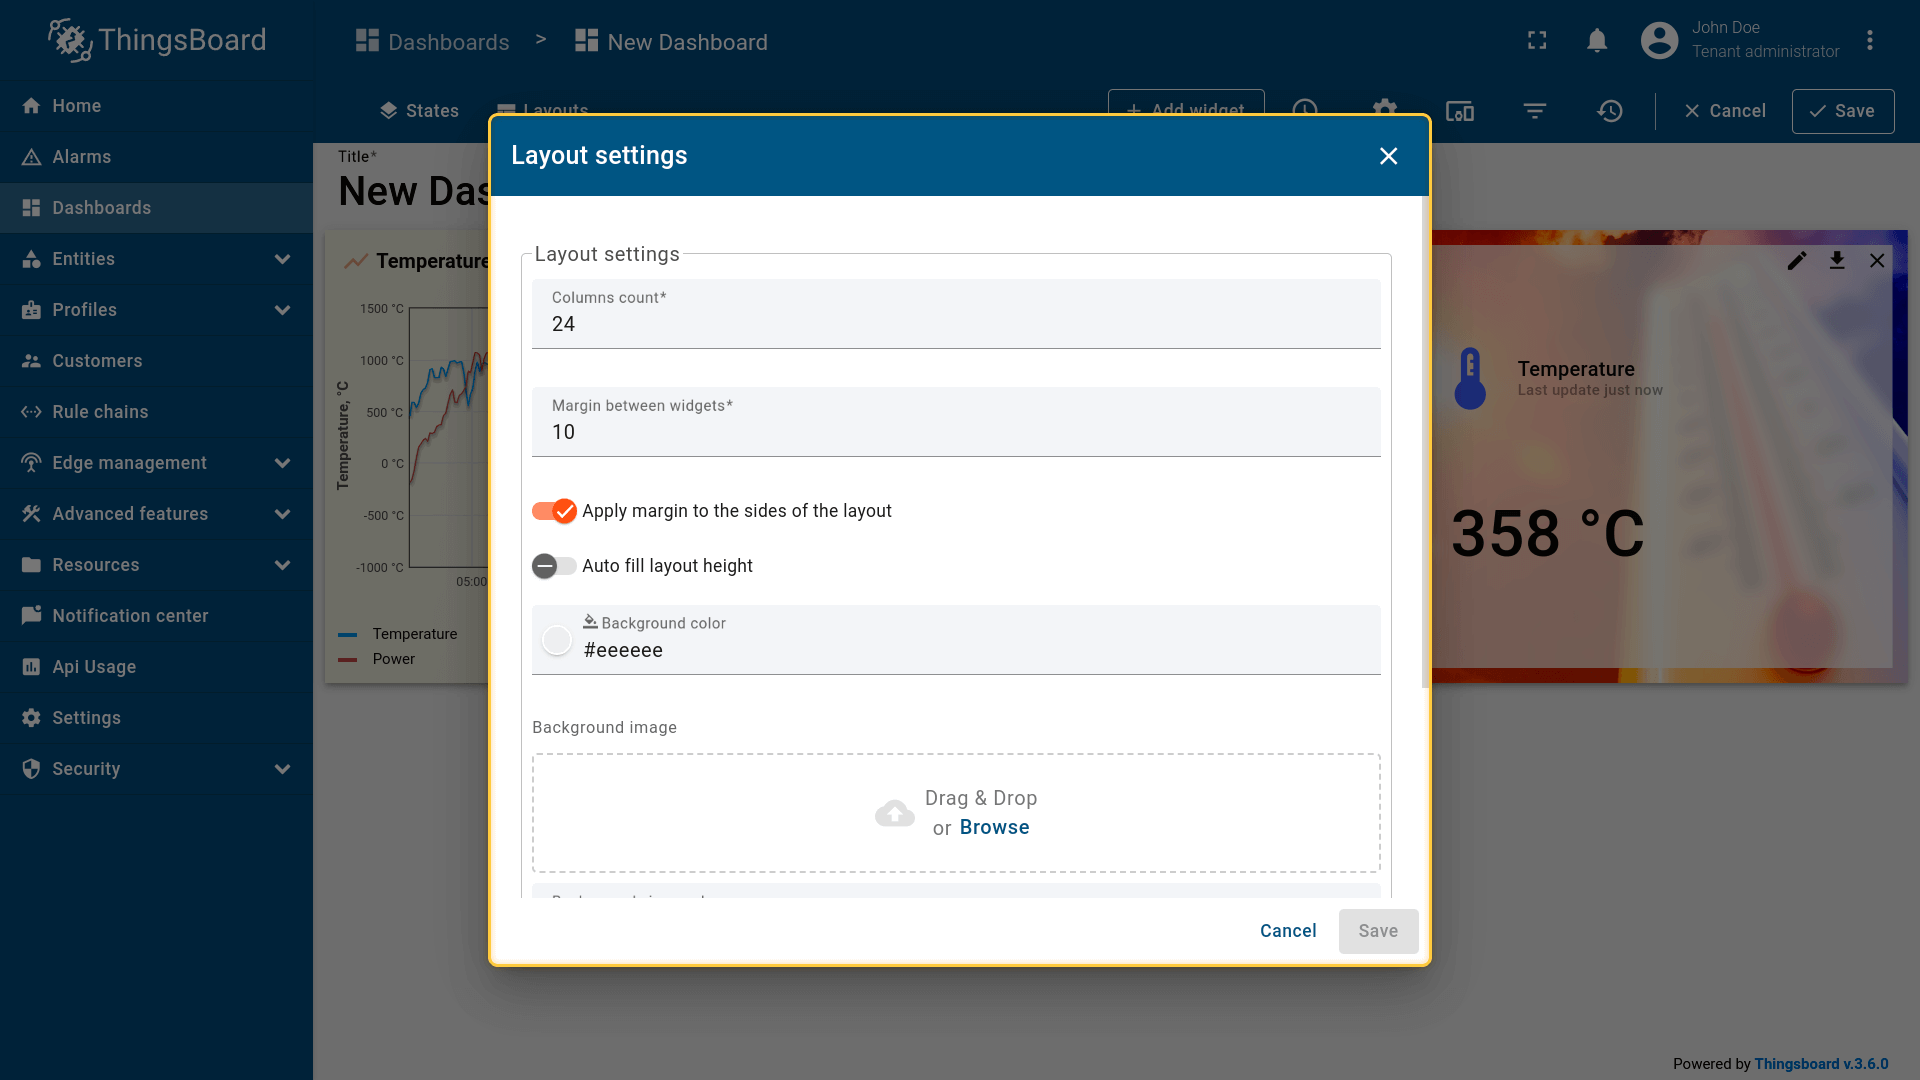 ThingsBoard
Dashboards > New Dashboard
John Doe
Tenant administrator
Home
Alarms
Dashboards
Entities
Profiles
Customers
Rule chains
Edge management
Advanced features
Resources
Notification center
Api Usage
Settings
Security
States
Layouts
+ Add widget
Cancel
Save
Title*
New Das
Temperature
1500 °C
1000 °C
500 °C
0 °C
-500 °C
-1000 °C
Temperature, °C
05:00
Temperature
Power
Layout settings
Layout settings
Columns count*
24
Margin between widgets*
10
Apply margin to the sides of the layout
Auto fill layout height
Background color
#eeeeee
Background image
Drag & Drop
or Browse
Cancel
Save
Temperature
Last update just now
358 °C
Powered by Thingsboard v.3.6.0